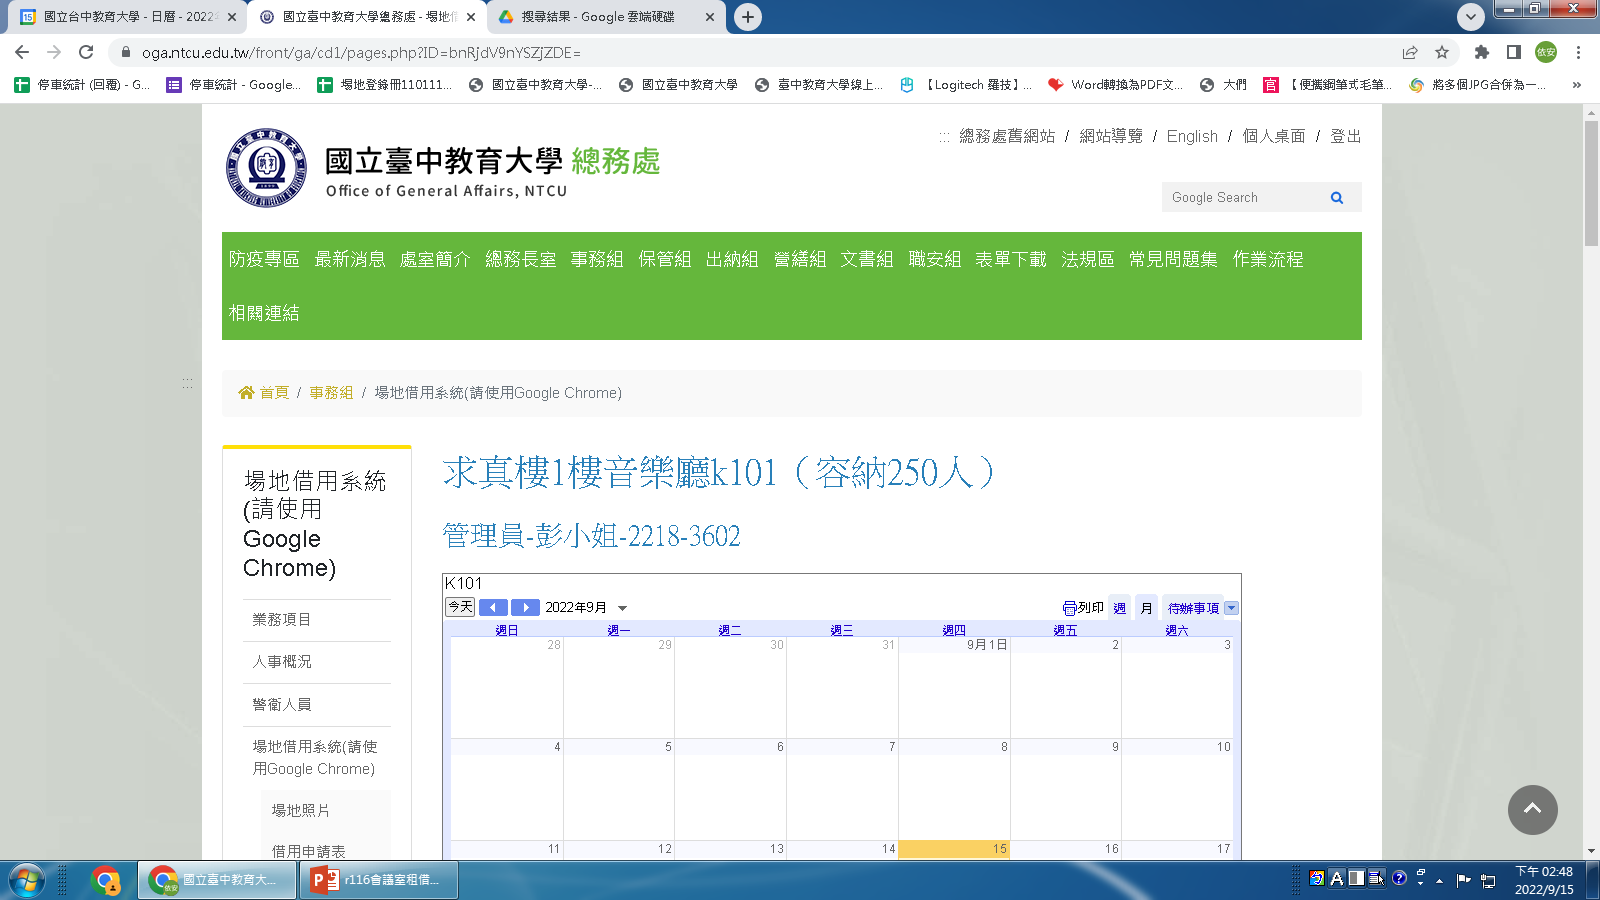 國立台中教育大學 - 日曆 - 2022年
國立臺中教育大學總務處 - 場地借
搜尋結果 - Google 雲端硬碟
oga.ntcu.edu.tw/front/ga/cd1/pages.php?ID=bnRjdV9nYSZjZDE=
依安
停車統計 (回覆) - G...
停車統計 - Google...
場地登錄冊110111...
國立臺中教育大學-...
國立臺中教育大學
臺中教育大學線上...
【Logitech 羅技】...
Word轉換為PDF文...
大們
官
【便攜鋼筆式毛筆...
將多個JPG合併為一...
»
國立臺中教育大學 總務處
Office of General Affairs, NTCU
::: 總務處舊網站 / 網站導覽 / English / 個人桌面 / 登出
Google Search
防疫專區 最新消息 處室簡介 總務長室 事務組 保管組 出納組 營繕組 文書組 職安組 表單下載 法規區 常見問題集 作業流程
相關連結
:::
首頁 / 事務組 / 場地借用系統(請使用Google Chrome)
場地借用系統
(請使用
Google
Chrome)
業務項目
人事概況
警衛人員
場地借用系統(請使
用Google Chrome)
場地照片
借用申請表
求真樓1樓音樂廳k101（容納250人）
管理員-彭小姐-2218-3602
K101
今天 2022年9月 列印 週 月 待辦事項
週日 週一 週二 週三 週四 週五 週六
28 29 30 31 9月1日 2 3
4 5 6 7 8 9 10
11 12 13 14 15 16 17
依安
國立臺中教育大...
r116會議室租借...
A
下午 02:48
2022/9/15